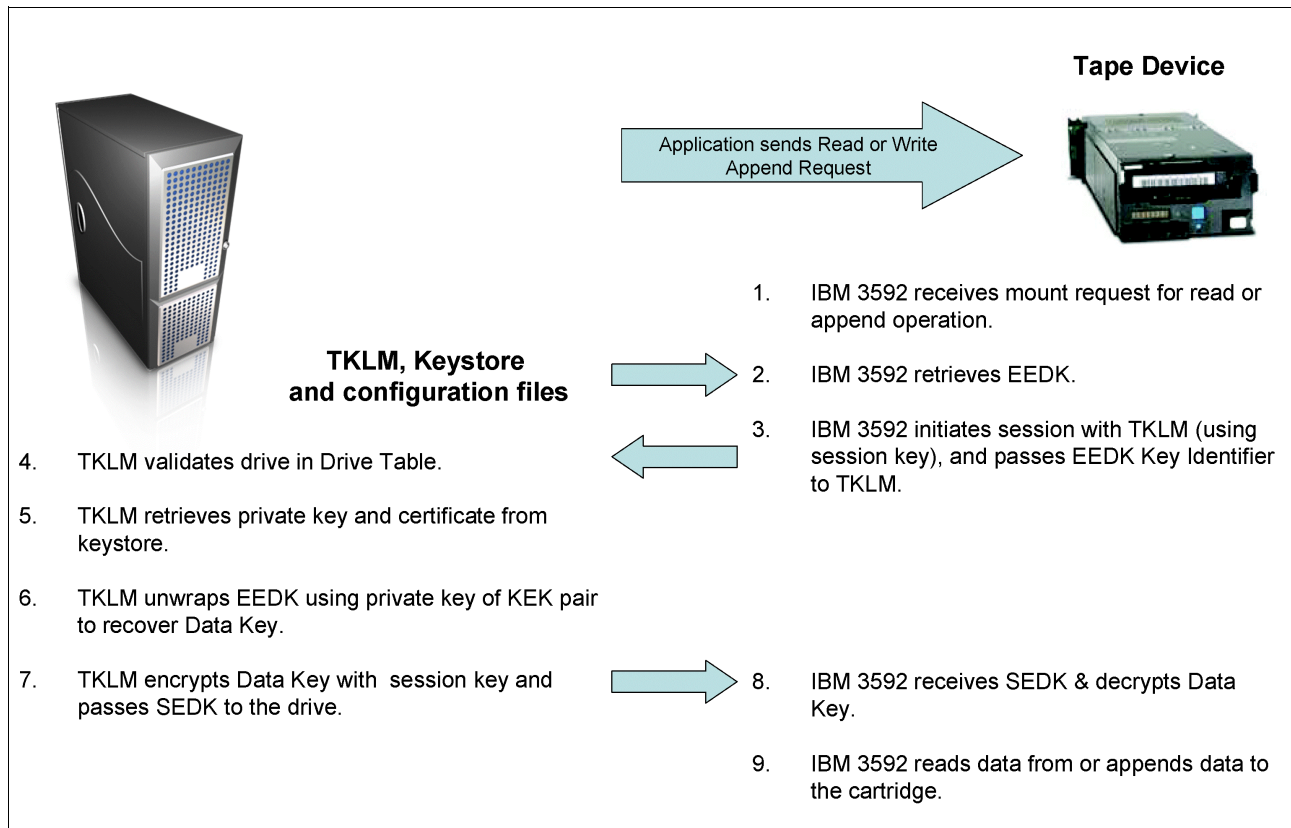 Tape Device
Application sends Read or Write
Append Request
1. IBM 3592 receives mount request for read or
append operation.
TKLM, Keystore
and configuration files
2. IBM 3592 retrieves EEDK.
3. IBM 3592 initiates session with TKLM (using
session key), and passes EEDK Key Identifier
to TKLM.
4. TKLM validates drive in Drive Table.
5. TKLM retrieves private key and certificate from
keystore.
6. TKLM unwraps EEDK using private key of KEK pair
to recover Data Key.
7. TKLM encrypts Data Key with session key and
passes SEDK to the drive.
8. IBM 3592 receives SEDK & decrypts Data
Key.
9. IBM 3592 reads data from or appends data to
the cartridge.